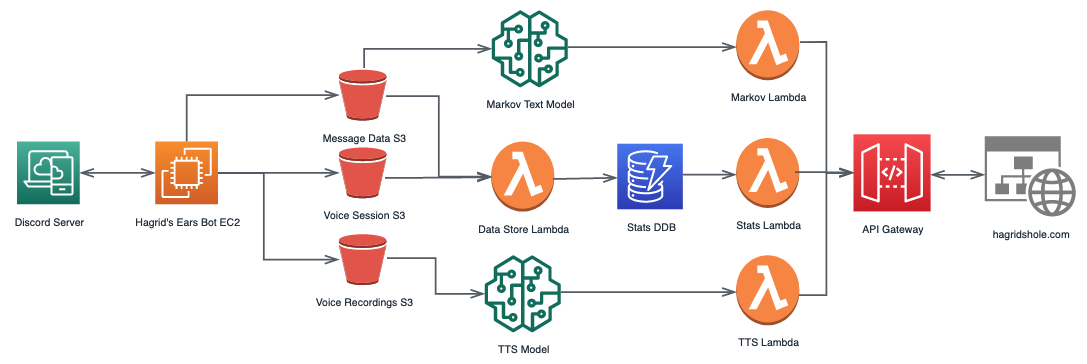 Markov Text Model
Markov Lambda
Message Data S3
Discord Server
Hagrid's Ears Bot EC2
Voice Session S3
Data Store Lambda
Stats DDB
Stats Lambda
API Gateway
hagridshole.com
Voice Recordings S3
TTS Model
TTS Lambda